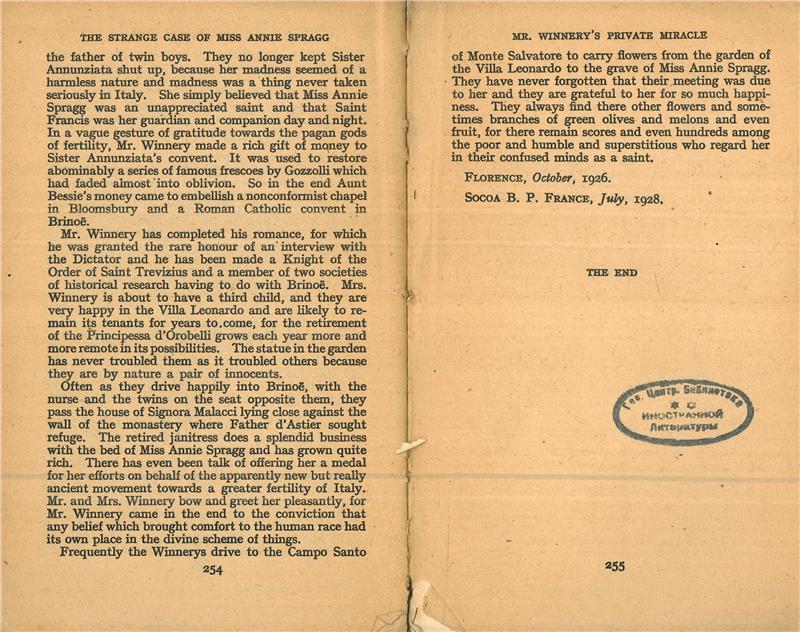 THE STRANGE CASE OF MISS ANNIE SPRAGG
the father of twin boys. They no longer kept Sister
Annunziata shut up, because her madness seemed of a
harmless nature and madness was a thing never taken
seriously in Italy. She simply believed that Miss Annie
Spragg was an unappreciated saint and that Saint
Francis was her guardian and companion day and night.
In a vague gesture of gratitude towards the pagan gods
of fertility, Mr. Winnery made a rich gift of money to
Sister Annunziata's convent. It was used to restore
abominably a series of famous frescoes by Gozzolli which
had faded almost into oblivion. So in the end Aunt
Bessie's money came to embellish a nonconformist chapel
in Bloomsbury and a Roman Catholic convent in
Brinoë.
Mr. Winnery has completed his romance, for which
he was granted the rare honour of an interview with
the Dictator and he has been made a Knight of the
Order of Saint Trevizius and a member of two societies
of historical research having to do with Brinoë. Mrs.
Winnery is about to have a third child, and they are
very happy in the Villa Leonardo and are likely to re-
main its tenants for years to come, for the retirement
of the Principessa d'Orobelli grows each year more and
more remote in its possibilities. The statue in the garden
has never troubled them as it troubled others because
they are by nature a pair of innocents.
Often as they drive happily into Brinoë, with the
nurse and the twins on the seat opposite them, they
pass the house of Signora Malacci lying close against the
wall of the monastery where Father d'Astier sought
refuge. The retired janitress does a splendid business
with the bed of Miss Annie Spragg and has grown quite
rich. There has even been talk of offering her a medal
for her efforts on behalf of the apparently new but really
ancient movement towards a greater fertility of Italy.
Mr. and Mrs. Winnery bow and greet her pleasantly, for
Mr. Winnery came in the end to the conviction that
any belief which brought comfort to the human race had
its own place in the divine scheme of things.
Frequently the Winnerys drive to the Campo Santo
254
MR. WINNERY'S PRIVATE MIRACLE
of Monte Salvatore to carry flowers from the garden of
the Villa Leonardo to the grave of Miss Annie Spragg.
They have never forgotten that their meeting was due
to her and they are grateful to her for so much happi-
ness. They always find there other flowers and some-
times branches of green olives and melons and even
fruit, for there remain scores and even hundreds among
the poor and humble and superstitious who regard her
in their confused minds as a saint.
FLORENCE, October, 1926.
SOCOA B. P. FRANCE, July, 1928.
THE END
Гос. Центр. Библиотека
ИНОСТРАННОЙ
Литературы
255